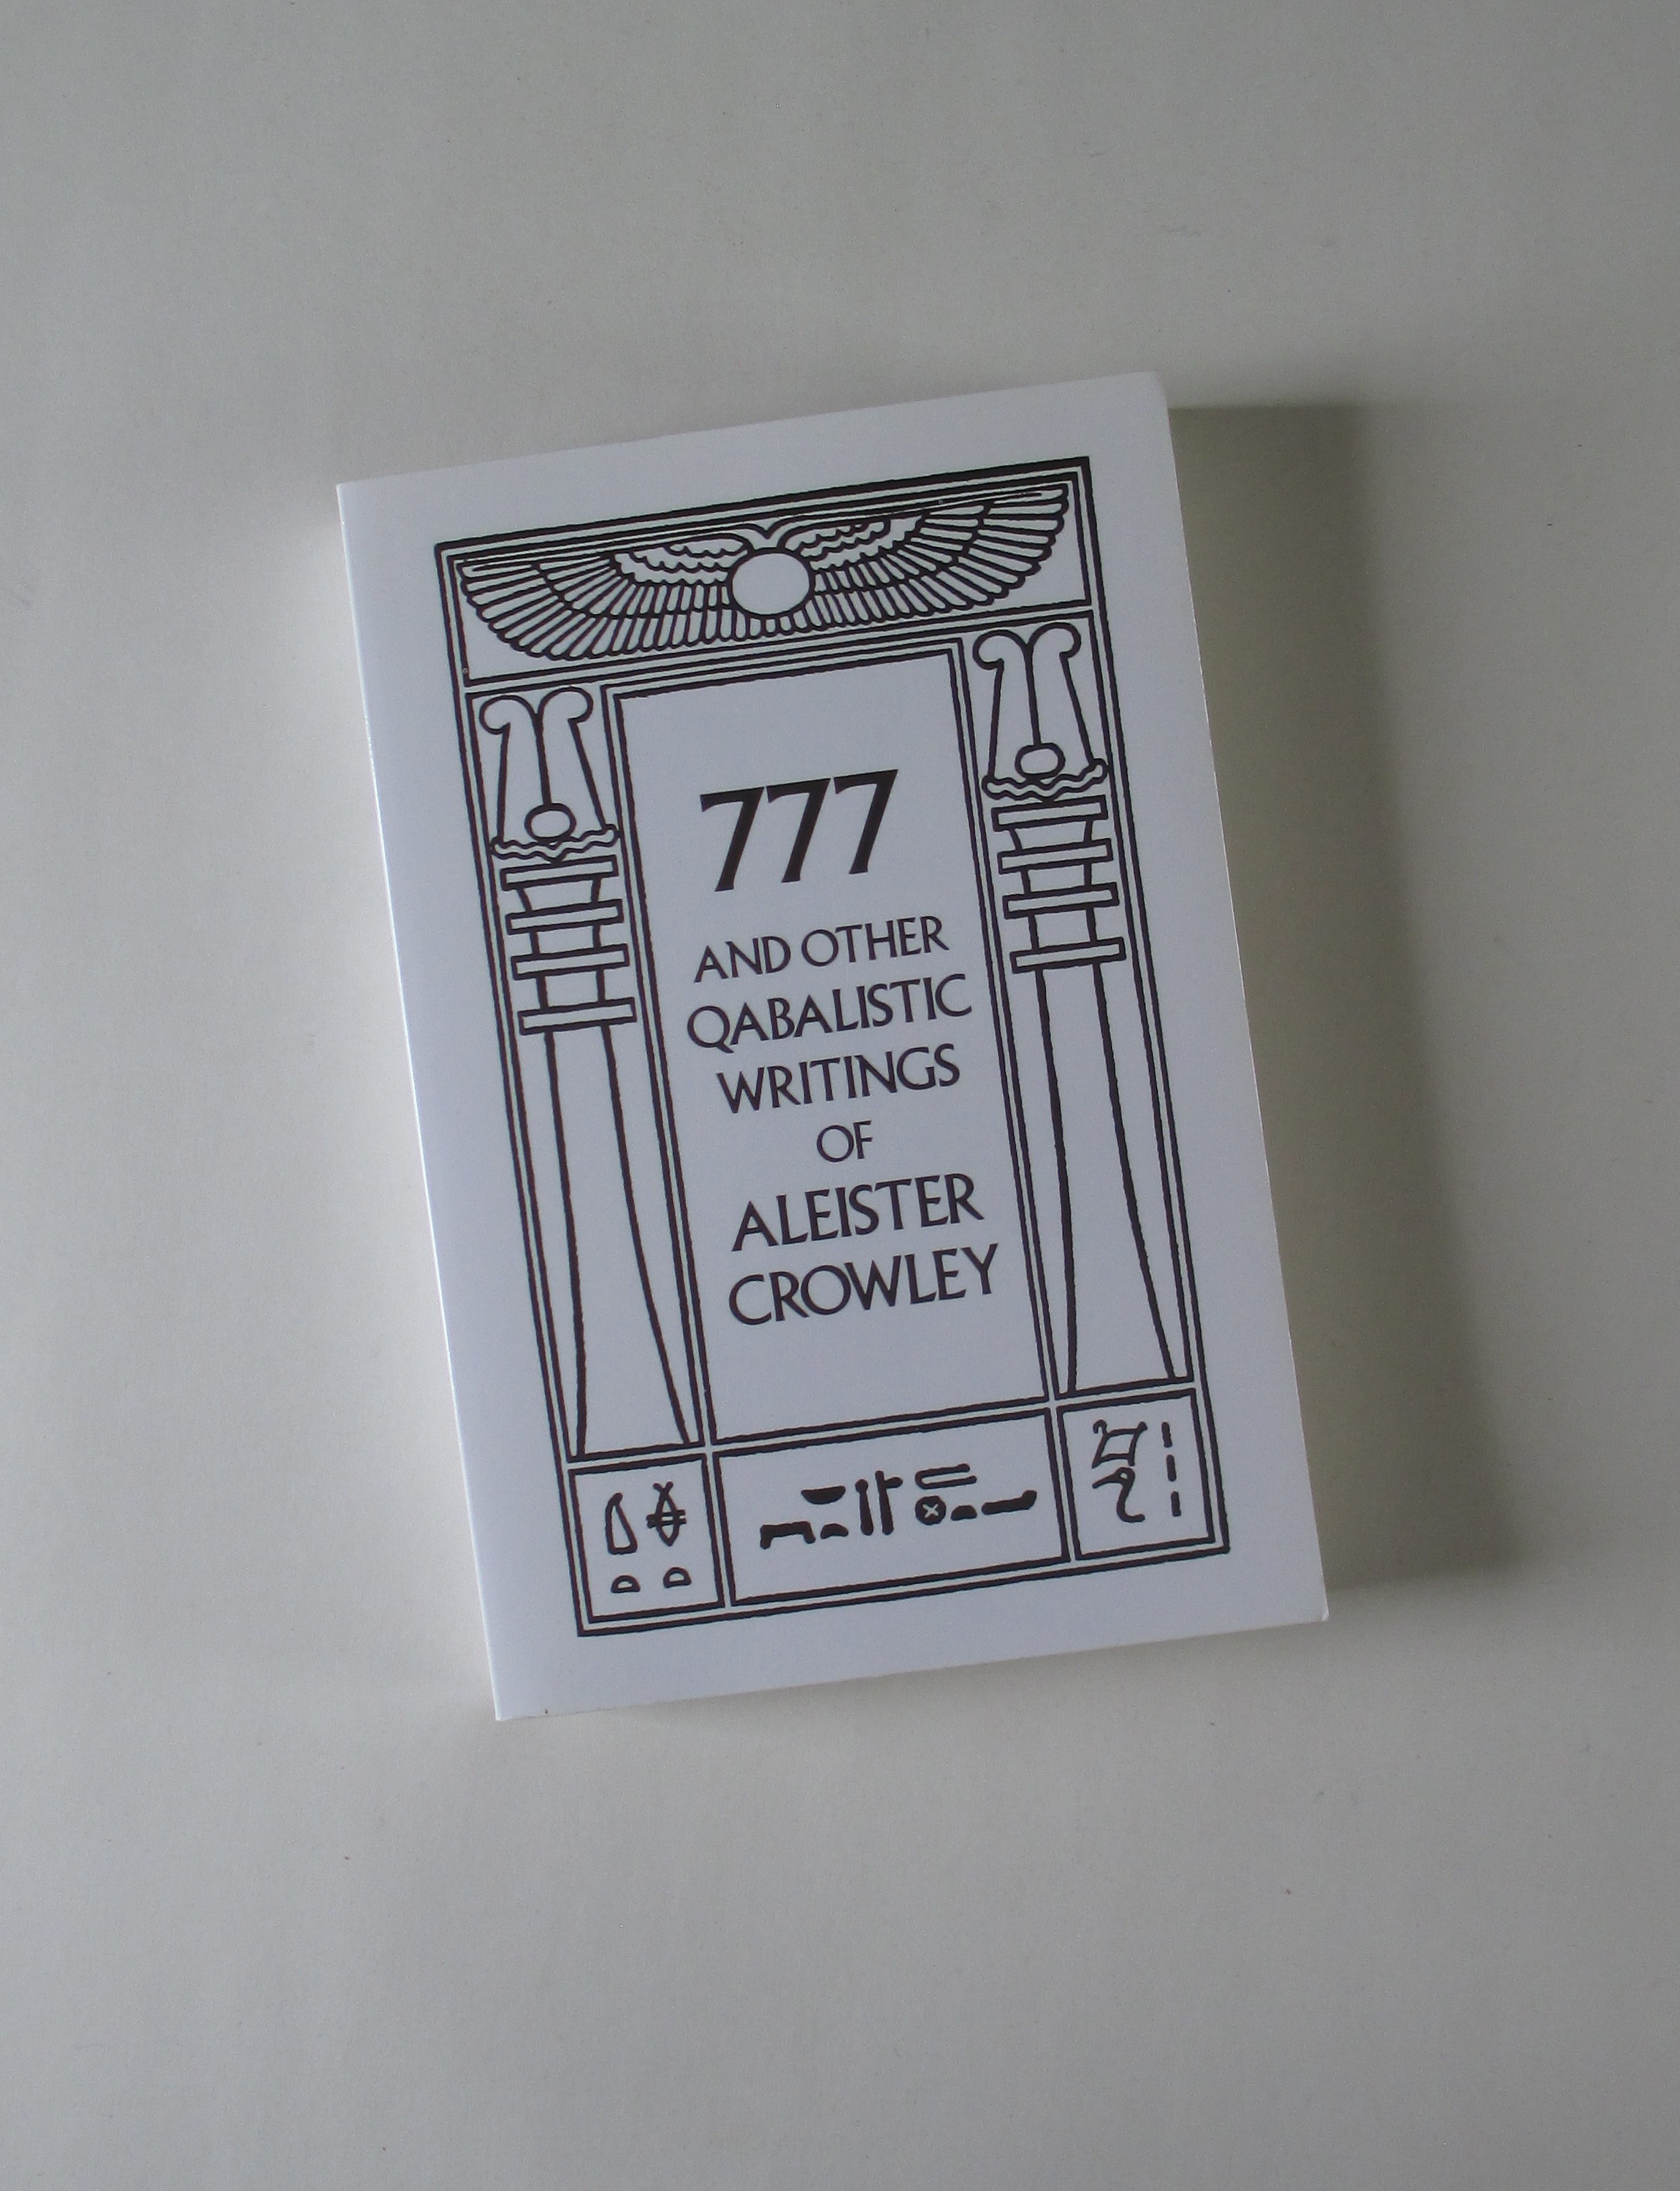 777
AND OTHER
QABALISTIC
WRITINGS
OF
ALEISTER
CROWLEY